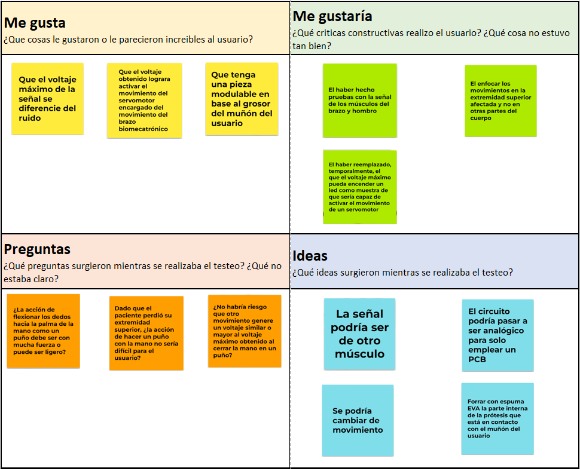 Me gusta
¿Que cosas le gustaron o le parecieron increibles al usuario?
Que el voltaje
máximo de la
señal se
diferencie del
ruido
Que el voltaje
obtenido lograra
activar el
movimiento del
servomotor
encargado del
movimiento del
brazo
biomecatrónico
Que tenga
una pieza
modulable en
base al grosor
del muñón del
usuario
Me gustaría
¿Qué criticas constructivas realizo el usuario? ¿Qué cosa no estuvo
tan bien?
El haber hecho
pruebas con la señal
de los músculos del
brazo y hombro
El enfocar los
movimientos en la
extremidad superior
afectada y no en
otras partes del
cuerpo
El haber reemplazado,
temporalmente, el
que el voltaje máximo
puede encender un
led como muestra de
que sería capaz de
activar el movimiento
de un servomotor
Preguntas
¿Qué preguntas surgieron mientras se realizaba el testeo? ¿Qué no
estaba claro?
¿La acción de
flexionar los dedos
hacia la palma de la
mano como un
puño debe ser con
mucha fuerza o
puede ser ligero?
Dado que el
paciente perdió su
extremidad
superior, ¿la acción
de hacer un puño
con la mano no sería
difícil para el
usuario?
¿No habría riesgo
que otro
movimiento genere
un voltaje similar o
mayor al voltaje
máximo obtenido al
cerrar la mano en un
puño?
Ideas
¿Qué ideas surgieron mientras se realizaba el testeo?
La señal
podría ser
de otro
músculo
El circuito
podría pasar a
ser analógico
para solo
emplear un
PCB
Se podría
cambiar de
movimiento
Forrar con espuma
EVA la parte interna
de la prótesis que
está en contacto
con el muñón del
usuario